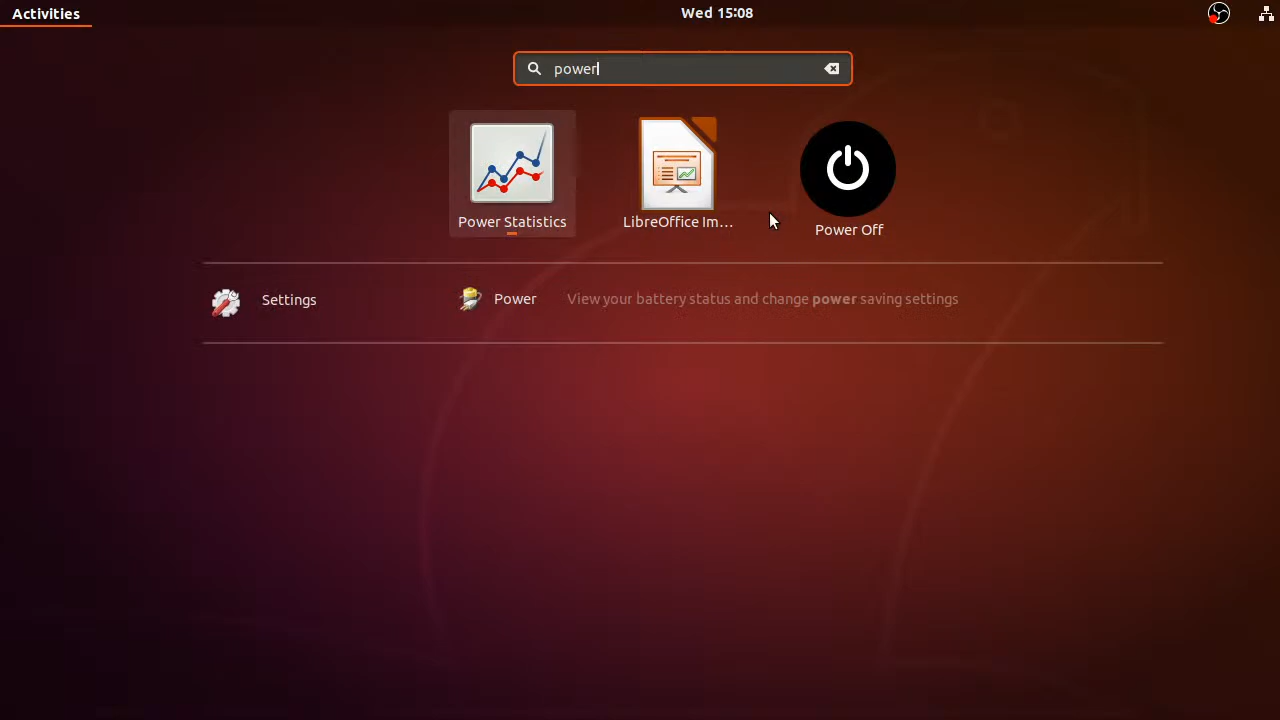 Activities
Wed 15:08
power
Power Statistics
LibreOffice Im...
Power Off
Settings
Power View your battery status and change power saving settings